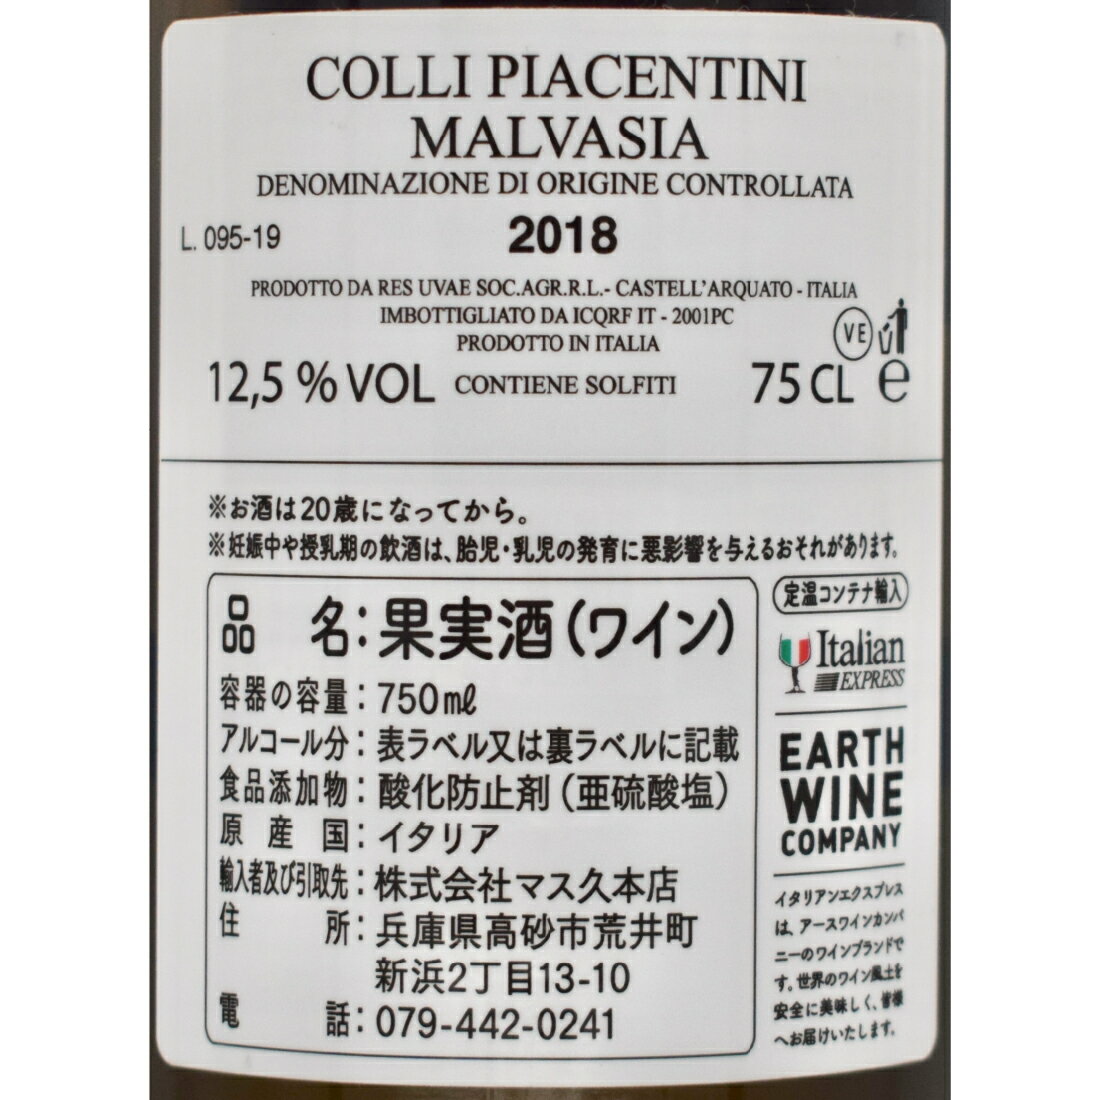 COLLI PIACENTINI
MALVASIA
DENOMINAZIONE DI ORIGINE CONTROLLATA
L. 095-19
2018
PRODOTTO DA RES UVAE SOC.AGR.R.L.- CASTELL'ARQUATO - ITALIA
IMBOTTIGLIATO DA ICQRF IT - 2001PC
PRODOTTO IN ITALIA
VE
12,5 % VOL CONTIENE SOLFITI 75 CL e
※お酒は20歳になってから。
※妊娠中や授乳期の飲酒は、胎児・乳児の発育に悪影響を与えるおそれがあります。
品名：果実酒（ワイン）
容器の容量：750㎖
アルコール分：表ラベル又は裏ラベルに記載
食品添加物：酸化防止剤（亜硫酸塩）
原産国：イタリア
輸入者及び引取先：株式会社マス久本店
住所：兵庫県高砂市荒井町
新浜2丁目13-10
電話：079-442-0241
定温コンテナ輸入
Italian
EXPRESS
EARTH
WINE
COMPANY
イタリアンエクスプレス
は、アースワインカンパ
ニーのワインブランドで
す。世界のワイン風土を
安全に美味しく、皆様
へお届けいたします。